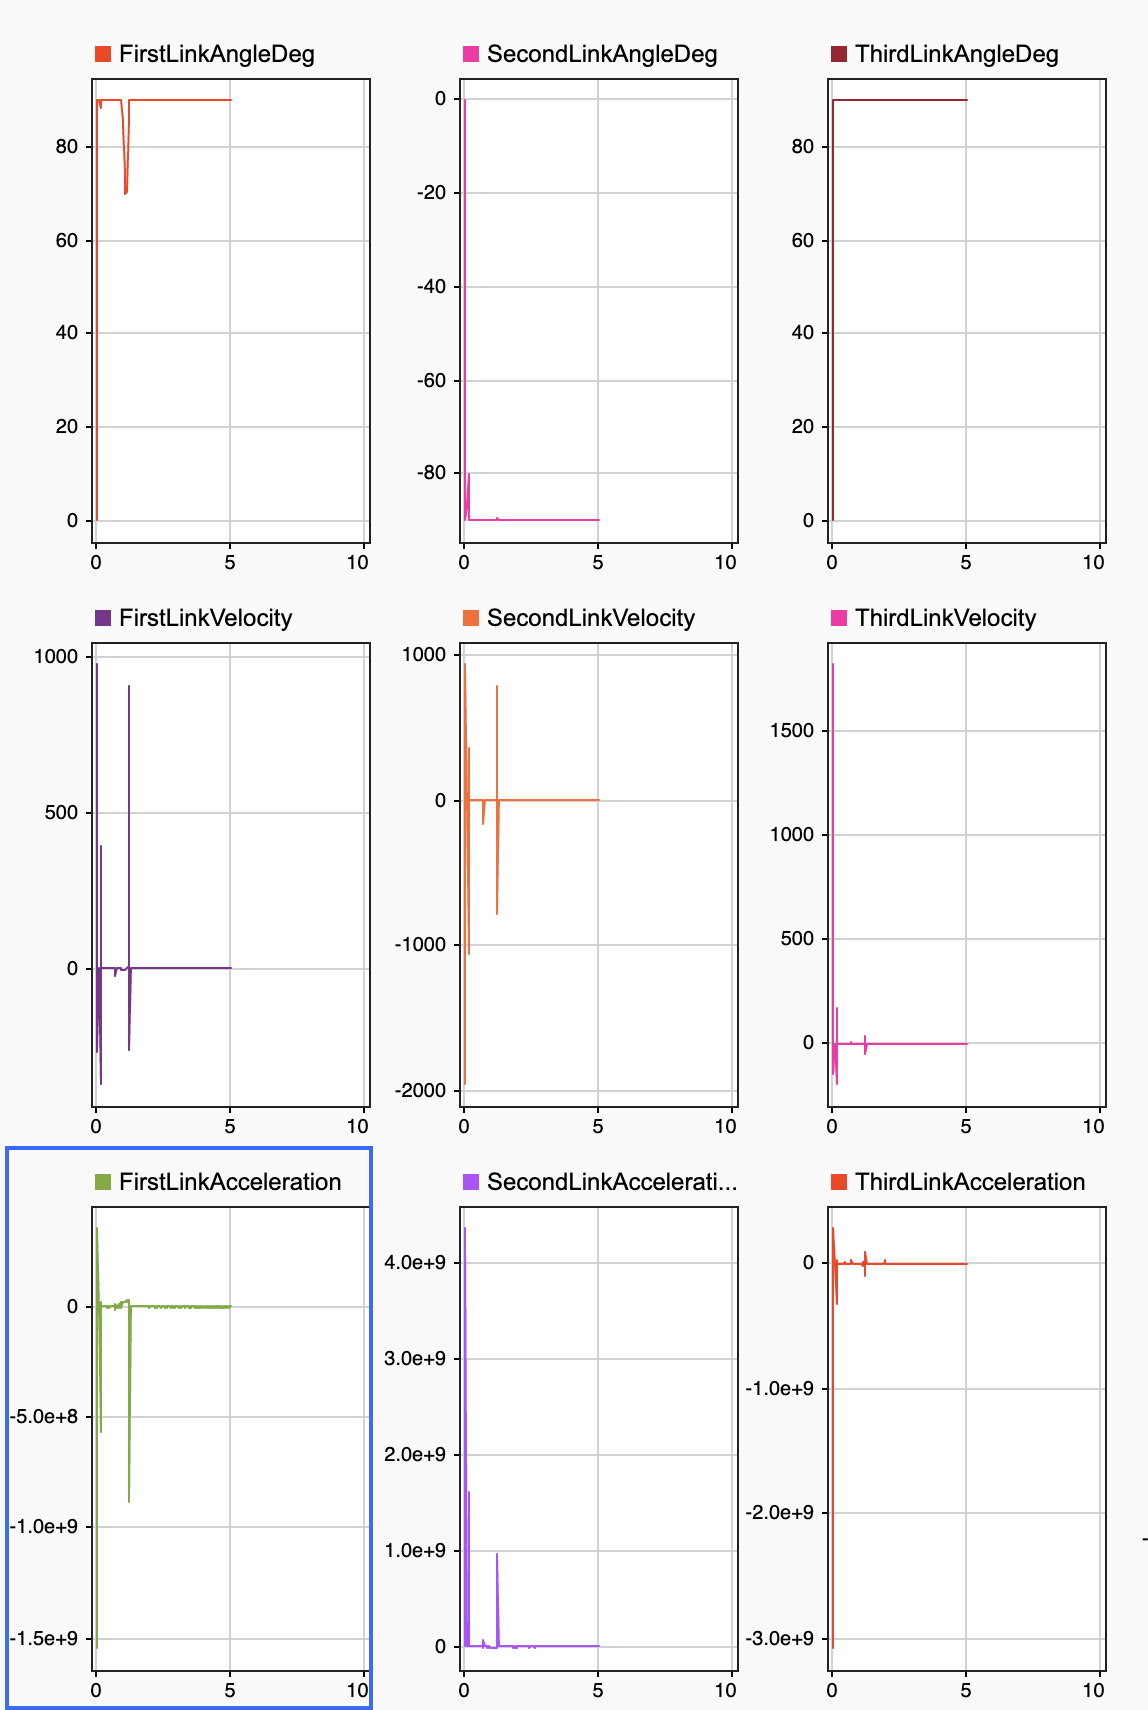 FirstLinkAngleDeg
SecondLinkAngleDeg
ThirdLinkAngleDeg
80
60
40
20
0
0 5 10
0
-20
-40
-60
-80
0 5 10
80
60
40
20
0
0 5 10
FirstLinkVelocity
SecondLinkVelocity
ThirdLinkVelocity
1000
500
0
0 5 10
1000
0
-1000
-2000
0 5 10
1500
1000
500
0
0 5 10
FirstLinkAcceleration
SecondLinkAccelerati...
ThirdLinkAcceleration
0
-5.0e+8
-1.0e+9
-1.5e+9
0 5 10
4.0e+9
3.0e+9
2.0e+9
1.0e+9
0
0 5 10
0
-1.0e+9
-2.0e+9
-3.0e+9
0 5 10
-